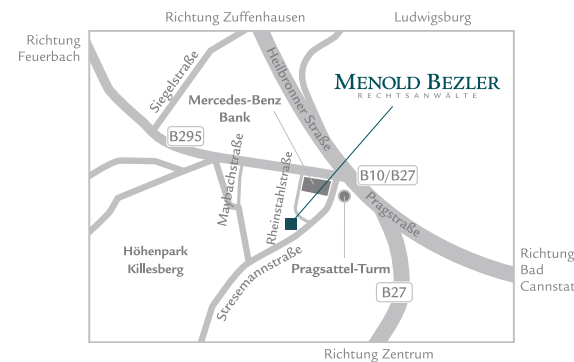 Richtung Zuffenhausen
Ludwigsburg
Richtung
Feuerbach
Siegelstraße
Heilbronner Straße
MENOLD BEZLER
RECHTSANWÄLTE
Mercedes-Benz
Bank
B295
Maybachstraße
Rheinstahlstraße
B10/B27
Pragstraße
Höhenpark
Killesberg
Stresemannstraße
Pragsattel-Turm
Richtung
Bad
Cannstat
B27
Richtung Zentrum